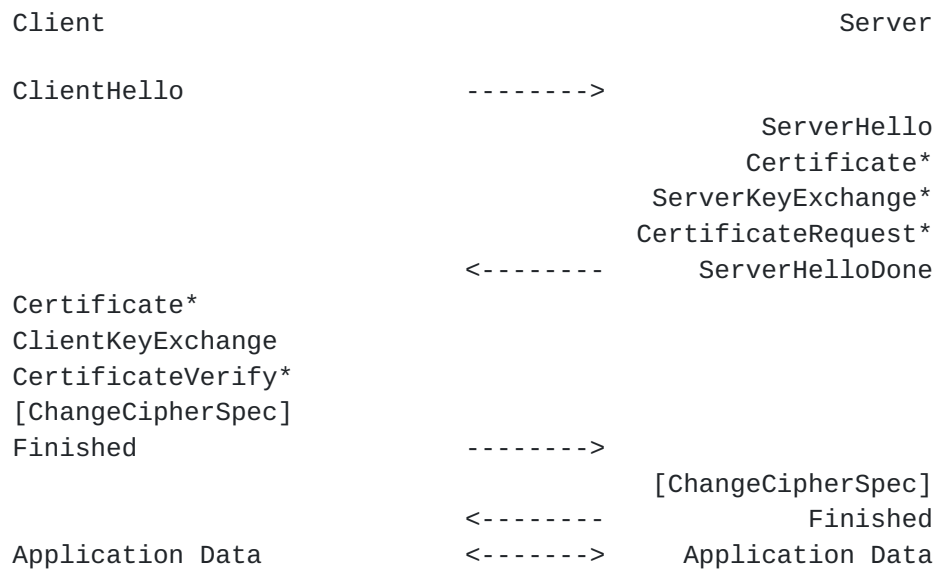 Client                                               Server

ClientHello                  -------->
                                                ServerHello
                                               Certificate*
                                         ServerKeyExchange*
                                        CertificateRequest*
                             <--------      ServerHelloDone
Certificate*
ClientKeyExchange
CertificateVerify*
[ChangeCipherSpec]
Finished                     -------->
                                         [ChangeCipherSpec]
                             <--------             Finished
Application Data             <------->     Application Data